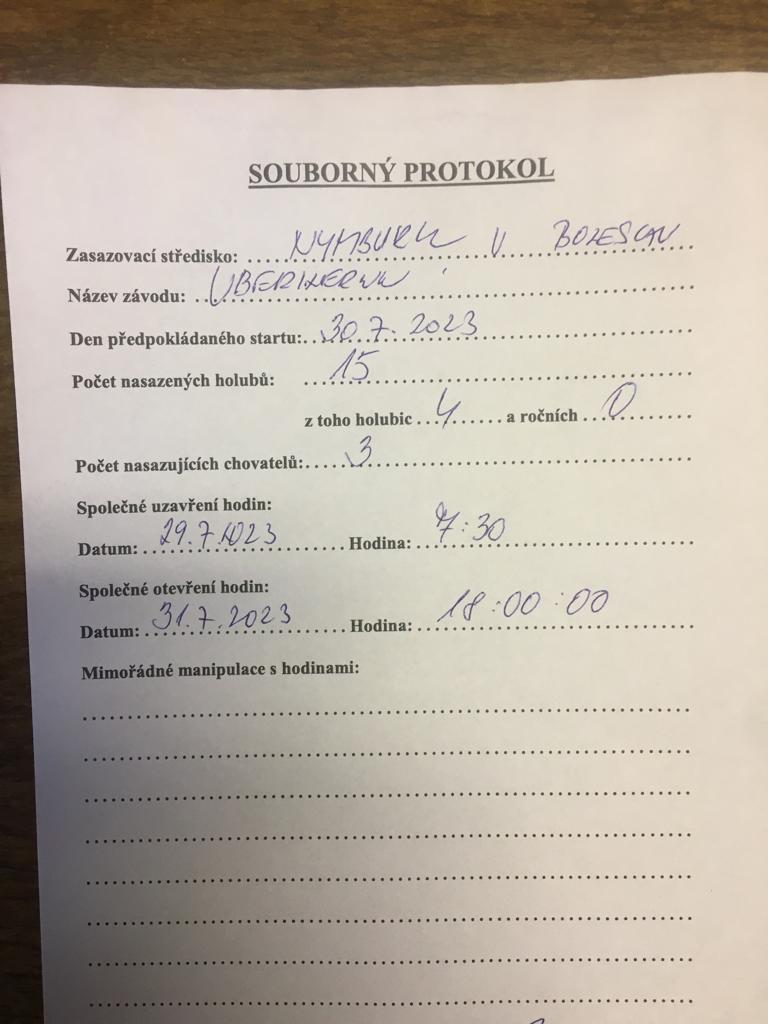 SOUBORNÝ PROTOKOL
Zasazovací středisko: NYMBURK V BOLESLAV
Název závodu:
Den předpokládaného startu: 30.7.2023
Počet nasazených holubů: 15
z toho holubic 4 a ročních 0
Počet nasazujících chovatelů: 3
Společné uzavření hodin:
Datum: 29.7.2023 Hodina: 7:30
Společné otevření hodin:
Datum: 31.7.2023 Hodina: 18:00:00
Mimořádné manipulace s hodinami: